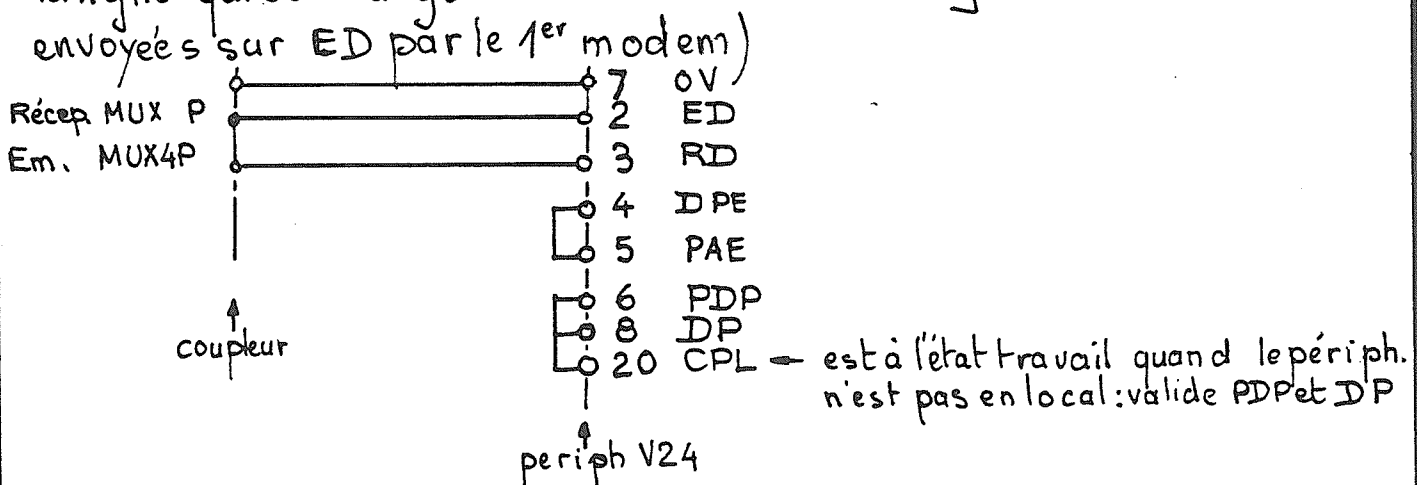 envoyées sur ED par le 1er modem)
7 OV
Récep. MUX P 2 ED
Em. MUX4P 3 RD
4 DPE
5 PAE
6 PDP
8 DP
coupleur
20 CPL est à l'état travail quand le périph.
n'est pas en local : valide PDP et DP
periph V24